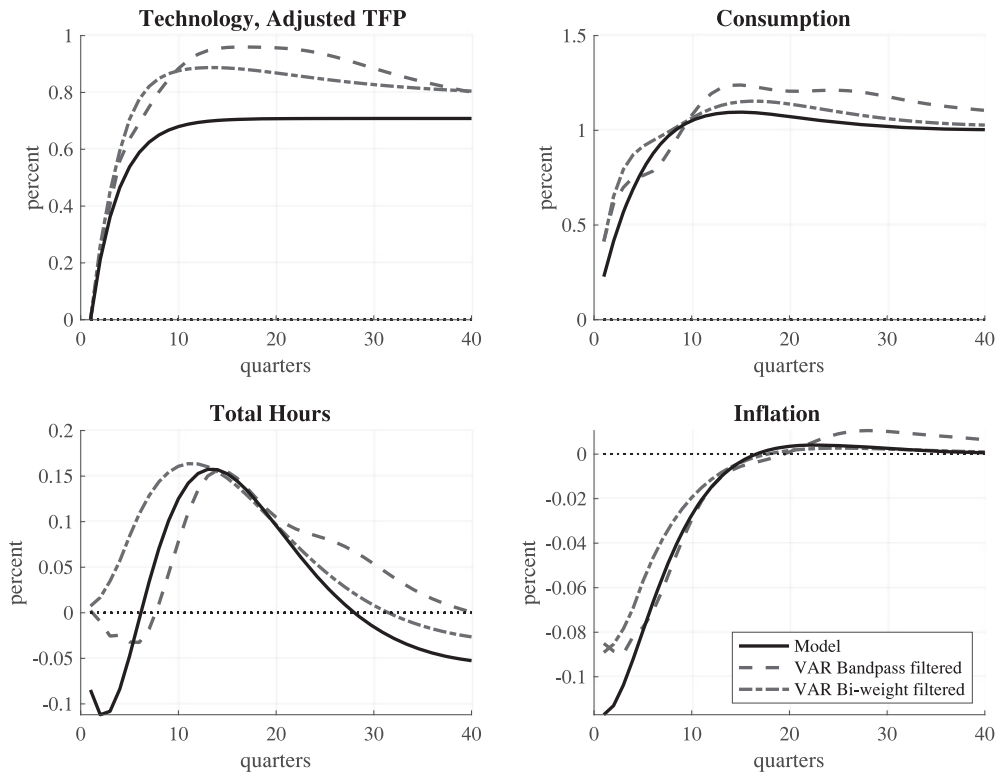 Technology, Adjusted TFP
1
0.8
0.6
0.4
0.2
0
percent
0 10 20 30 40
quarters
Consumption
1.5
1
0.5
0
percent
0 10 20 30 40
quarters
Total Hours
0.2
0.15
0.1
0.05
0
-0.05
-0.1
percent
0 10 20 30 40
quarters
Inflation
0
-0.02
-0.04
-0.06
-0.08
-0.1
percent
Model
VAR Bandpass filtered
VAR Bi-weight filtered
0 10 20 30 40
quarters